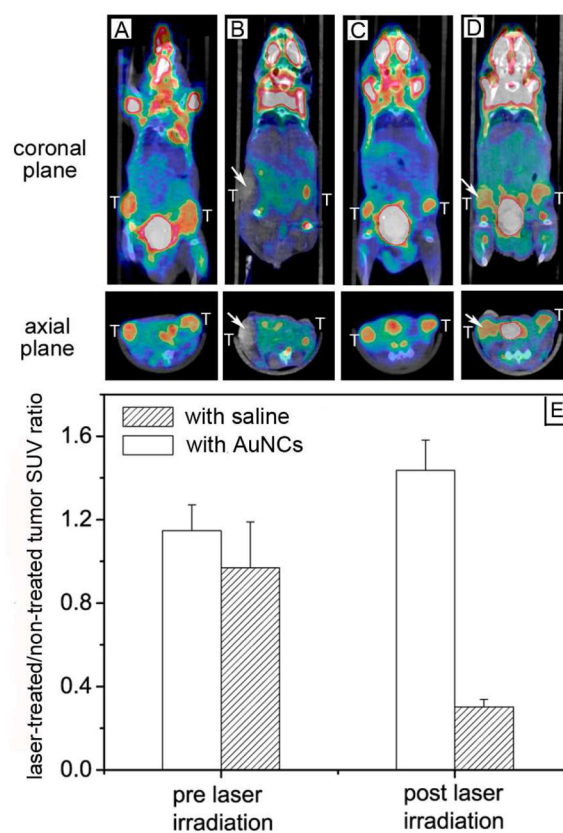 A
B
C
D
coronal
plane
T
T
T
T
T
T
T
T
axial
plane
T
T
T
T
T
T
T
T
E
laser-treated/non-treated tumor SUV ratio
with saline
with AuNCs
1.6
1.2
0.8
0.4
0.0
pre laser
irradiation
post laser
irradiation